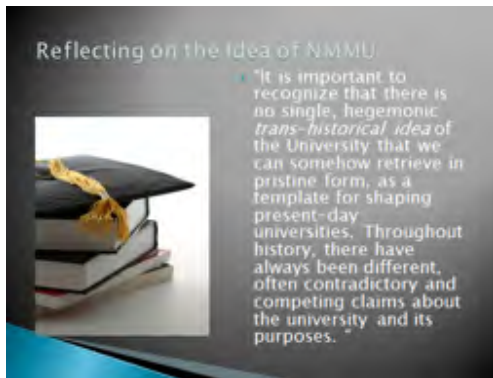 Reflecting on the Idea of NMMU
"It is important to
recognize that there is
no single, hegemonic
trans-historical idea of
the University that we
can somehow retrieve in
pristine form, as a
template for shaping
present-day
universities. Throughout
history, there have
always been different,
often contradictory and
competing claims about
the university and its
purposes. "